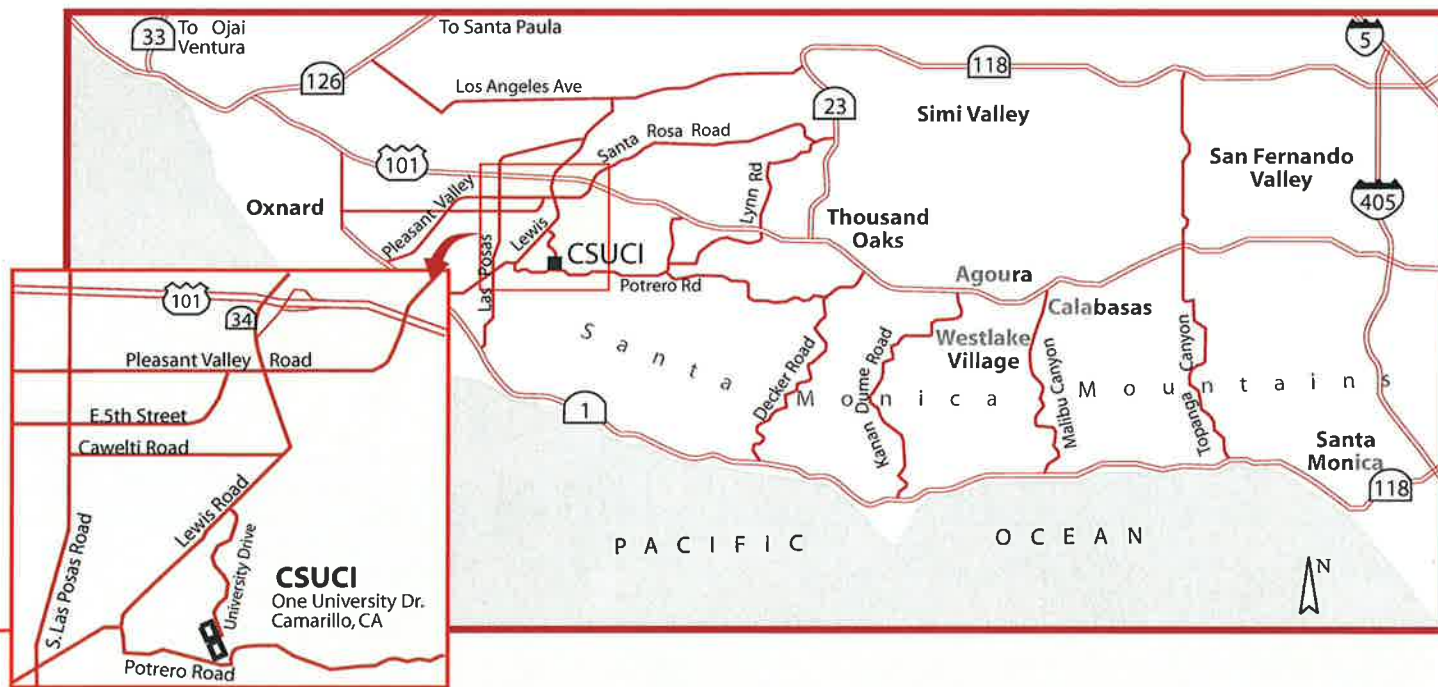 33
To Ojai
Ventura
To Santa Paula
126
Los Angeles Ave
118
5
23
Simi Valley
Santa Rosa Road
101
San Fernando
Valley
Oxnard
Pleasant Valley
Lynn Rd
405
Thousand
Oaks
Las Posas
Lewis
CSUCI
Potrero Rd
Agoura
Calabasas
Westlake
Village
Santa Monica Mountains
Decker Road
Kanan Dume Road
Malibu Canyon
Topanga Canyon
1
Santa
Monica
118
PACIFIC OCEAN
N
101
34
Pleasant Valley Road
E.5th Street
Cawelti Road
Lewis Road
S. Las Posas Road
University Drive
CSUCI
One University Dr.
Camarillo, CA
Potrero Road